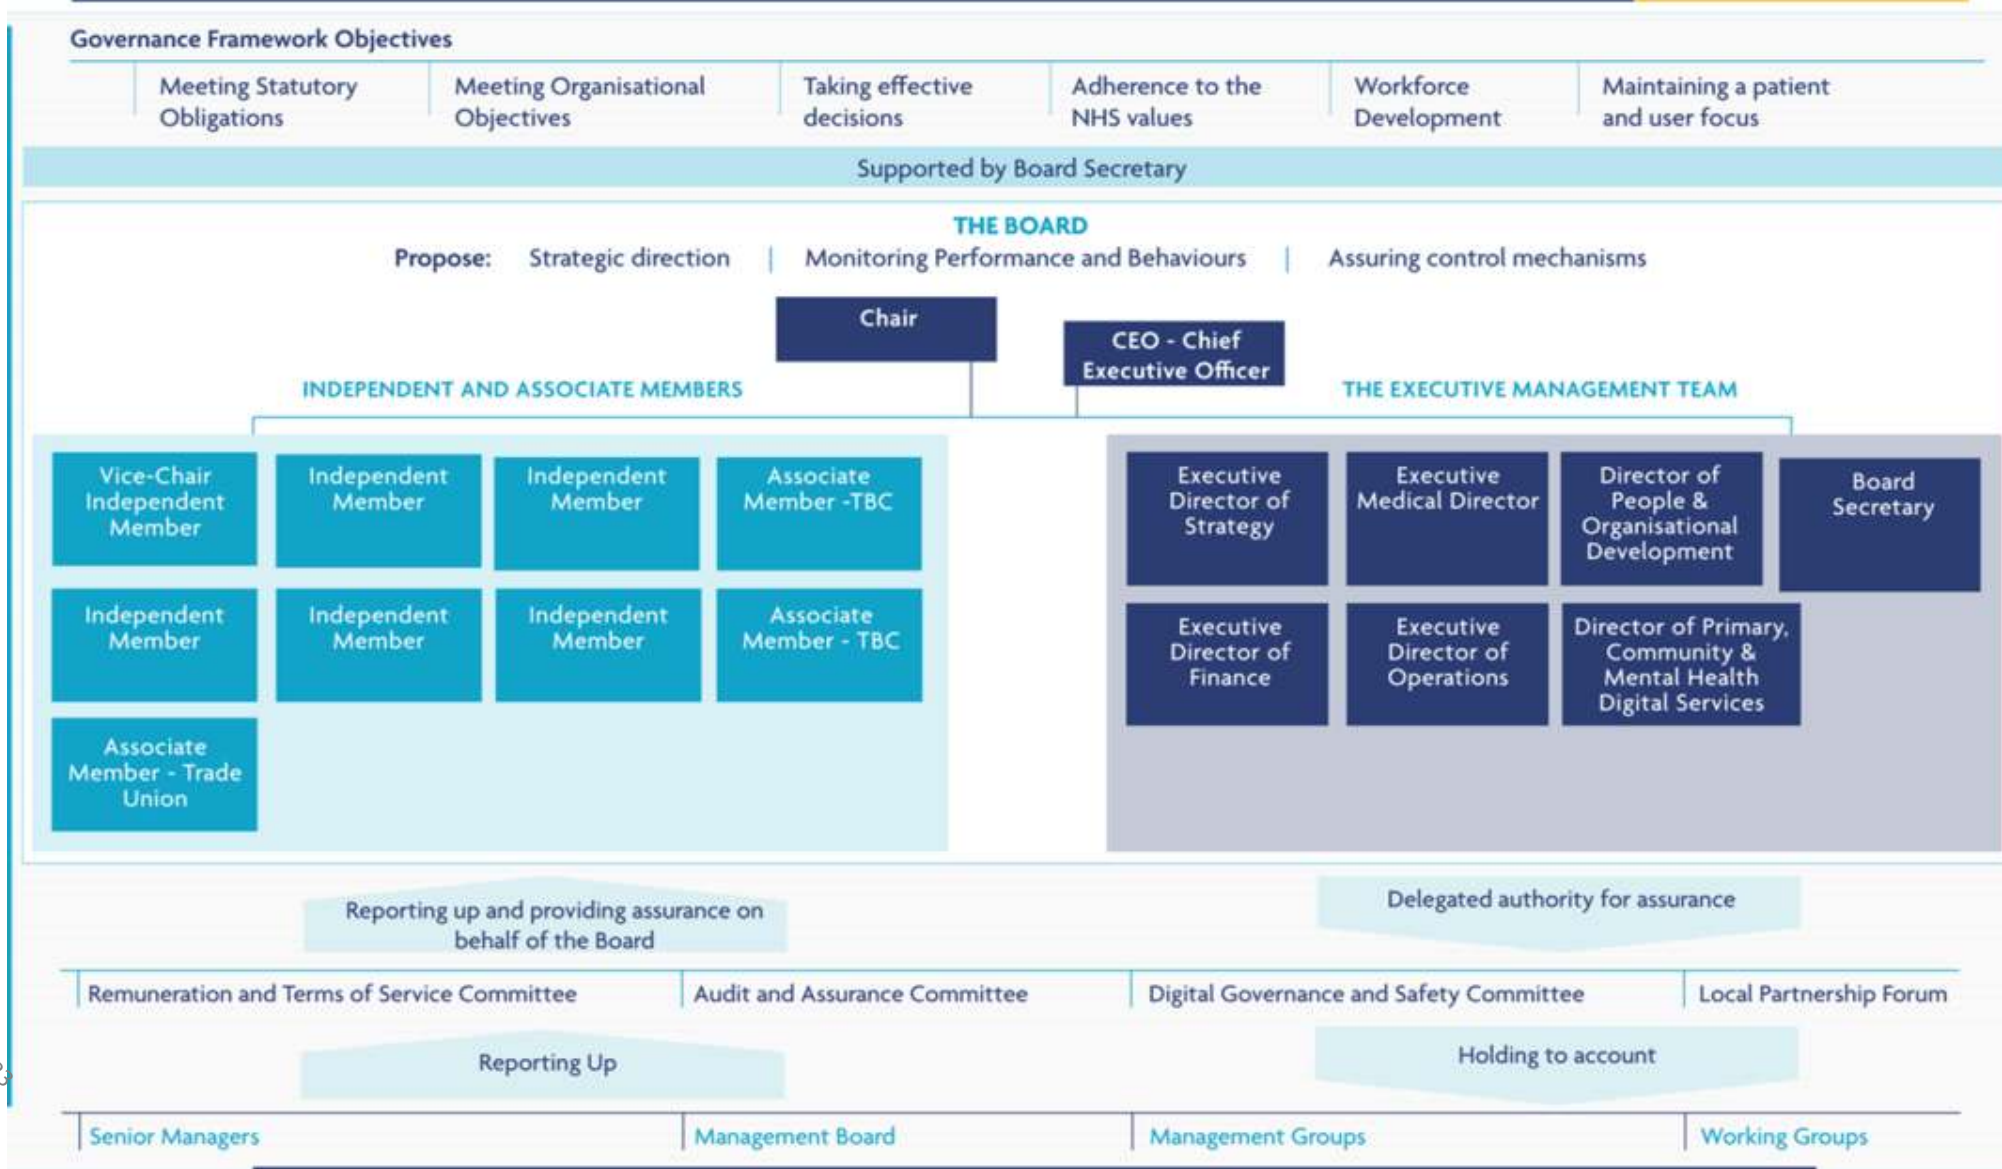 Governance Framework Objectives
Meeting Statutory
Obligations
Meeting Organisational
Objectives
Taking effective
decisions
Adherence to the
NHS values
Workforce
Development
Maintaining a patient
and user focus
Supported by Board Secretary
THE BOARD
Propose: Strategic direction | Monitoring Performance and Behaviours | Assuring control mechanisms
Chair
CEO - Chief
Executive Officer
INDEPENDENT AND ASSOCIATE MEMBERS
THE EXECUTIVE MANAGEMENT TEAM
Vice-Chair
Independent
Member
Independent
Member
Independent
Member
Associate
Member -TBC
Independent
Member
Independent
Member
Independent
Member
Associate
Member - TBC
Associate
Member - Trade
Union
Executive
Director of
Strategy
Executive
Medical Director
Director of
People &
Organisational
Development
Board
Secretary
Executive
Director of
Finance
Executive
Director of
Operations
Director of Primary,
Community &
Mental Health
Digital Services
Reporting up and providing assurance on
behalf of the Board
Delegated authority for assurance
Remuneration and Terms of Service Committee
Audit and Assurance Committee
Digital Governance and Safety Committee
Local Partnership Forum
Reporting Up
Holding to account
Senior Managers
Management Board
Management Groups
Working Groups